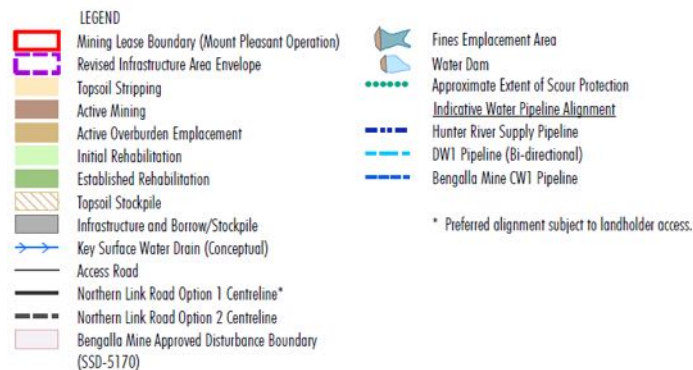 LEGEND
Mining Lease Boundary (Mount Pleasant Operation)
Revised Infrastructure Area Envelope
Topsoil Stripping
Active Mining
Active Overburden Emplacement
Initial Rehabilitation
Established Rehabilitation
Topsoil Stockpile
Infrastructure and Borrow/Stockpile
Key Surface Water Drain (Conceptual)
Access Road
Northern Link Road Option 1 Centreline*
Northern Link Road Option 2 Centreline
Bengalla Mine Approved Disturbance Boundary
(SSD-5170)
Fines Emplacement Area
Water Dam
Approximate Extent of Scour Protection
Indicative Water Pipeline Alignment
Hunter River Supply Pipeline
DW1 Pipeline (Bi-directional)
Bengalla Mine CW1 Pipeline
* Preferred alignment subject to landholder access.